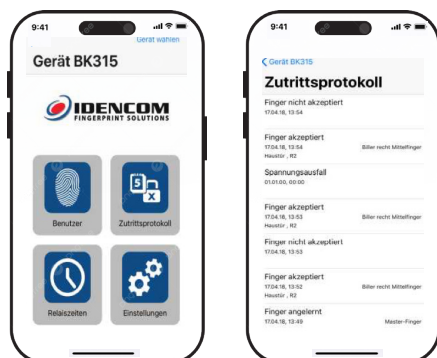 9:41
Gerät wählen
Gerät BK315
IDENCOM
FINGERPRINT SOLUTIONS
Benutzer
5
X
Zutrittsprotokoll
Relaiszeiten
Einstellungen
9:41
Gerät BK315
Zutrittsprotokoll
Finger nicht akzeptiert
17.04.18, 13:54
Finger akzeptiert
17.04.18, 13:54 Biller recht Mittelfinger
Haustür , R2
Spannungsausfall
01.01.00, 00:00
Finger akzeptiert
17.04.18, 13:53 Biller recht Mittelfinger
Haustür , R2
Finger nicht akzeptiert
17.04.18, 13:53
Finger akzeptiert
17.04.18, 13:52 Biller recht Mittelfinger
Haustür , R2
Finger angelernt
17.04.18, 13:49 Master-Finger